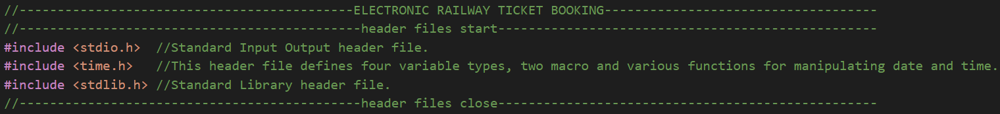 //----------------------------------------------ELECTRONIC RAILWAY TICKET BOOKING------------------------------------
//---------------------------------------------header files start--------------------------------------------------
#include <stdio.h>  //Standard Input Output header file.
#include <time.h>   //This header file defines four variable types, two macro and various functions for manipulating date and time.
#include <stdlib.h> //Standard Library header file.
//---------------------------------------------header files close--------------------------------------------------